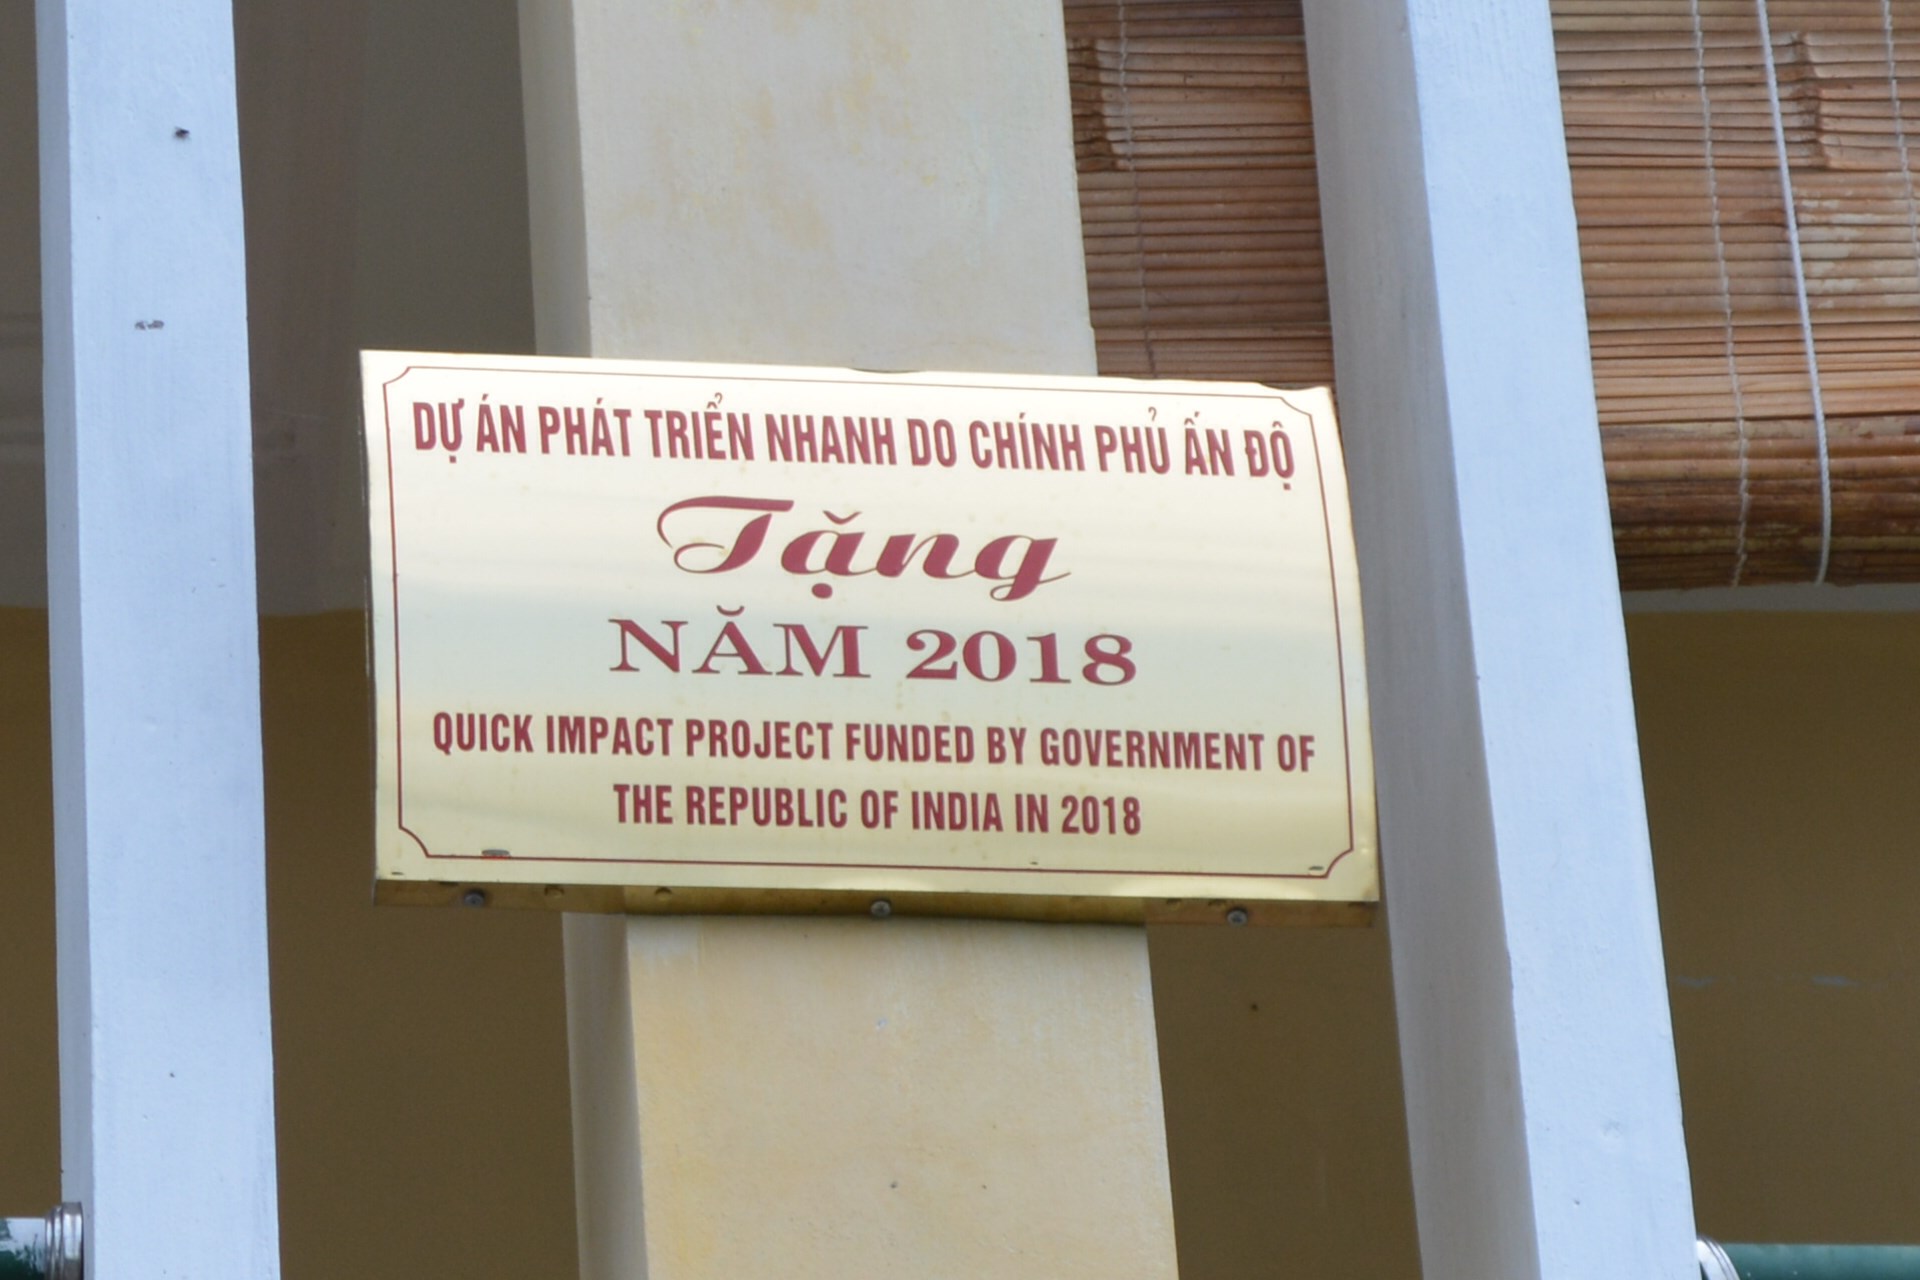 DỰ ÁN PHÁT TRIỂN NHANH DO CHÍNH PHỦ ẤN ĐỘ
Tặng
NĂM 2018
QUICK IMPACT PROJECT FUNDED BY GOVERNMENT OF
THE REPUBLIC OF INDIA IN 2018